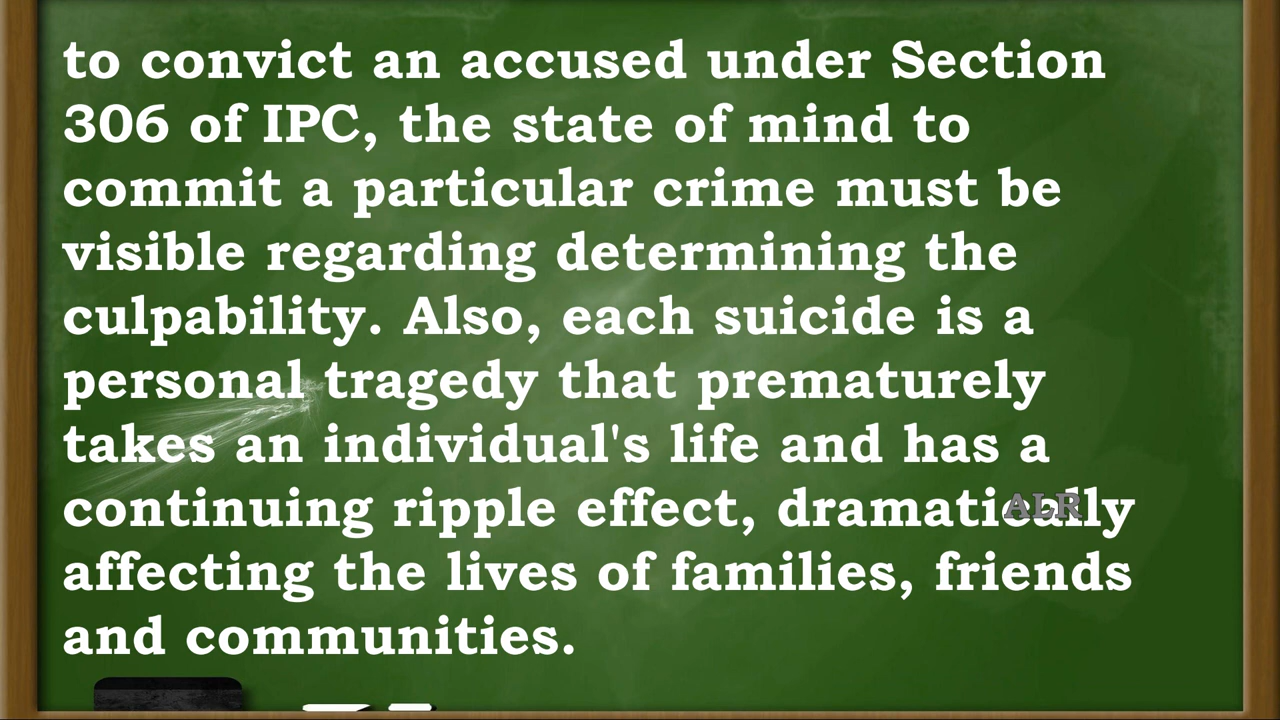 to convict an accused under Section
306 of IPC, the state of mind to
commit a particular crime must be
visible regarding determining the
culpability. Also, each suicide is a
personal tragedy that prematurely
takes an individual's life and has a
continuing ripple effect, dramatically
ALR
affecting the lives of families, friends
and communities.